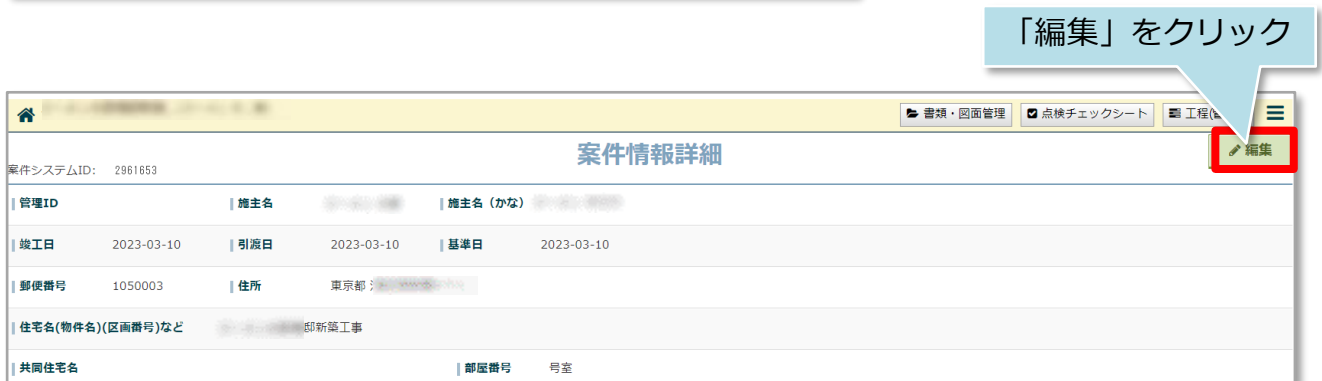 「編集」をクリック
書類・図面管理 点検チェックシート 工程(
案件情報詳細
編集
案件システムID: 2961653
管理ID 施主名 施主名（かな）
竣工日 2023-03-10 引渡日 2023-03-10 基準日 2023-03-10
郵便番号 1050003 住所 東京都
住宅名(物件名)(区画番号)など 邸新築工事
共同住宅名 部屋番号 号室